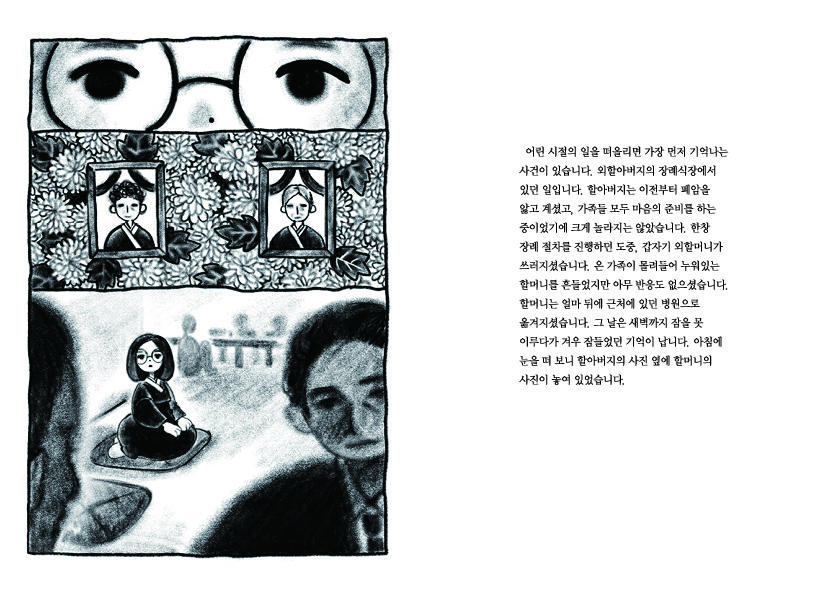 어린 시절의 일을 떠올리면 가장 먼저 기억나는
사건이 있습니다. 외할아버지의 장례식장에서
있던 일입니다. 할아버지는 이전부터 폐암을
앓고 계셨고, 가족들 모두 마음의 준비를 하는
중이었기에 크게 놀라지는 않았습니다. 한창
장례 절차를 진행하던 도중, 갑자기 외할머니가
쓰러지셨습니다. 온 가족이 몰려들어 누워있는
할머니를 흔들었지만 아무 반응도 없으셨습니다.
할머니는 얼마 뒤에 근처에 있던 병원으로
옮겨지셨습니다. 그 날은 새벽까지 잠을 못
이루다가 겨우 잠들었던 기억이 납니다. 아침에
눈을 떠 보니 할아버지의 사진 옆에 할머니의
사진이 놓여 있었습니다.